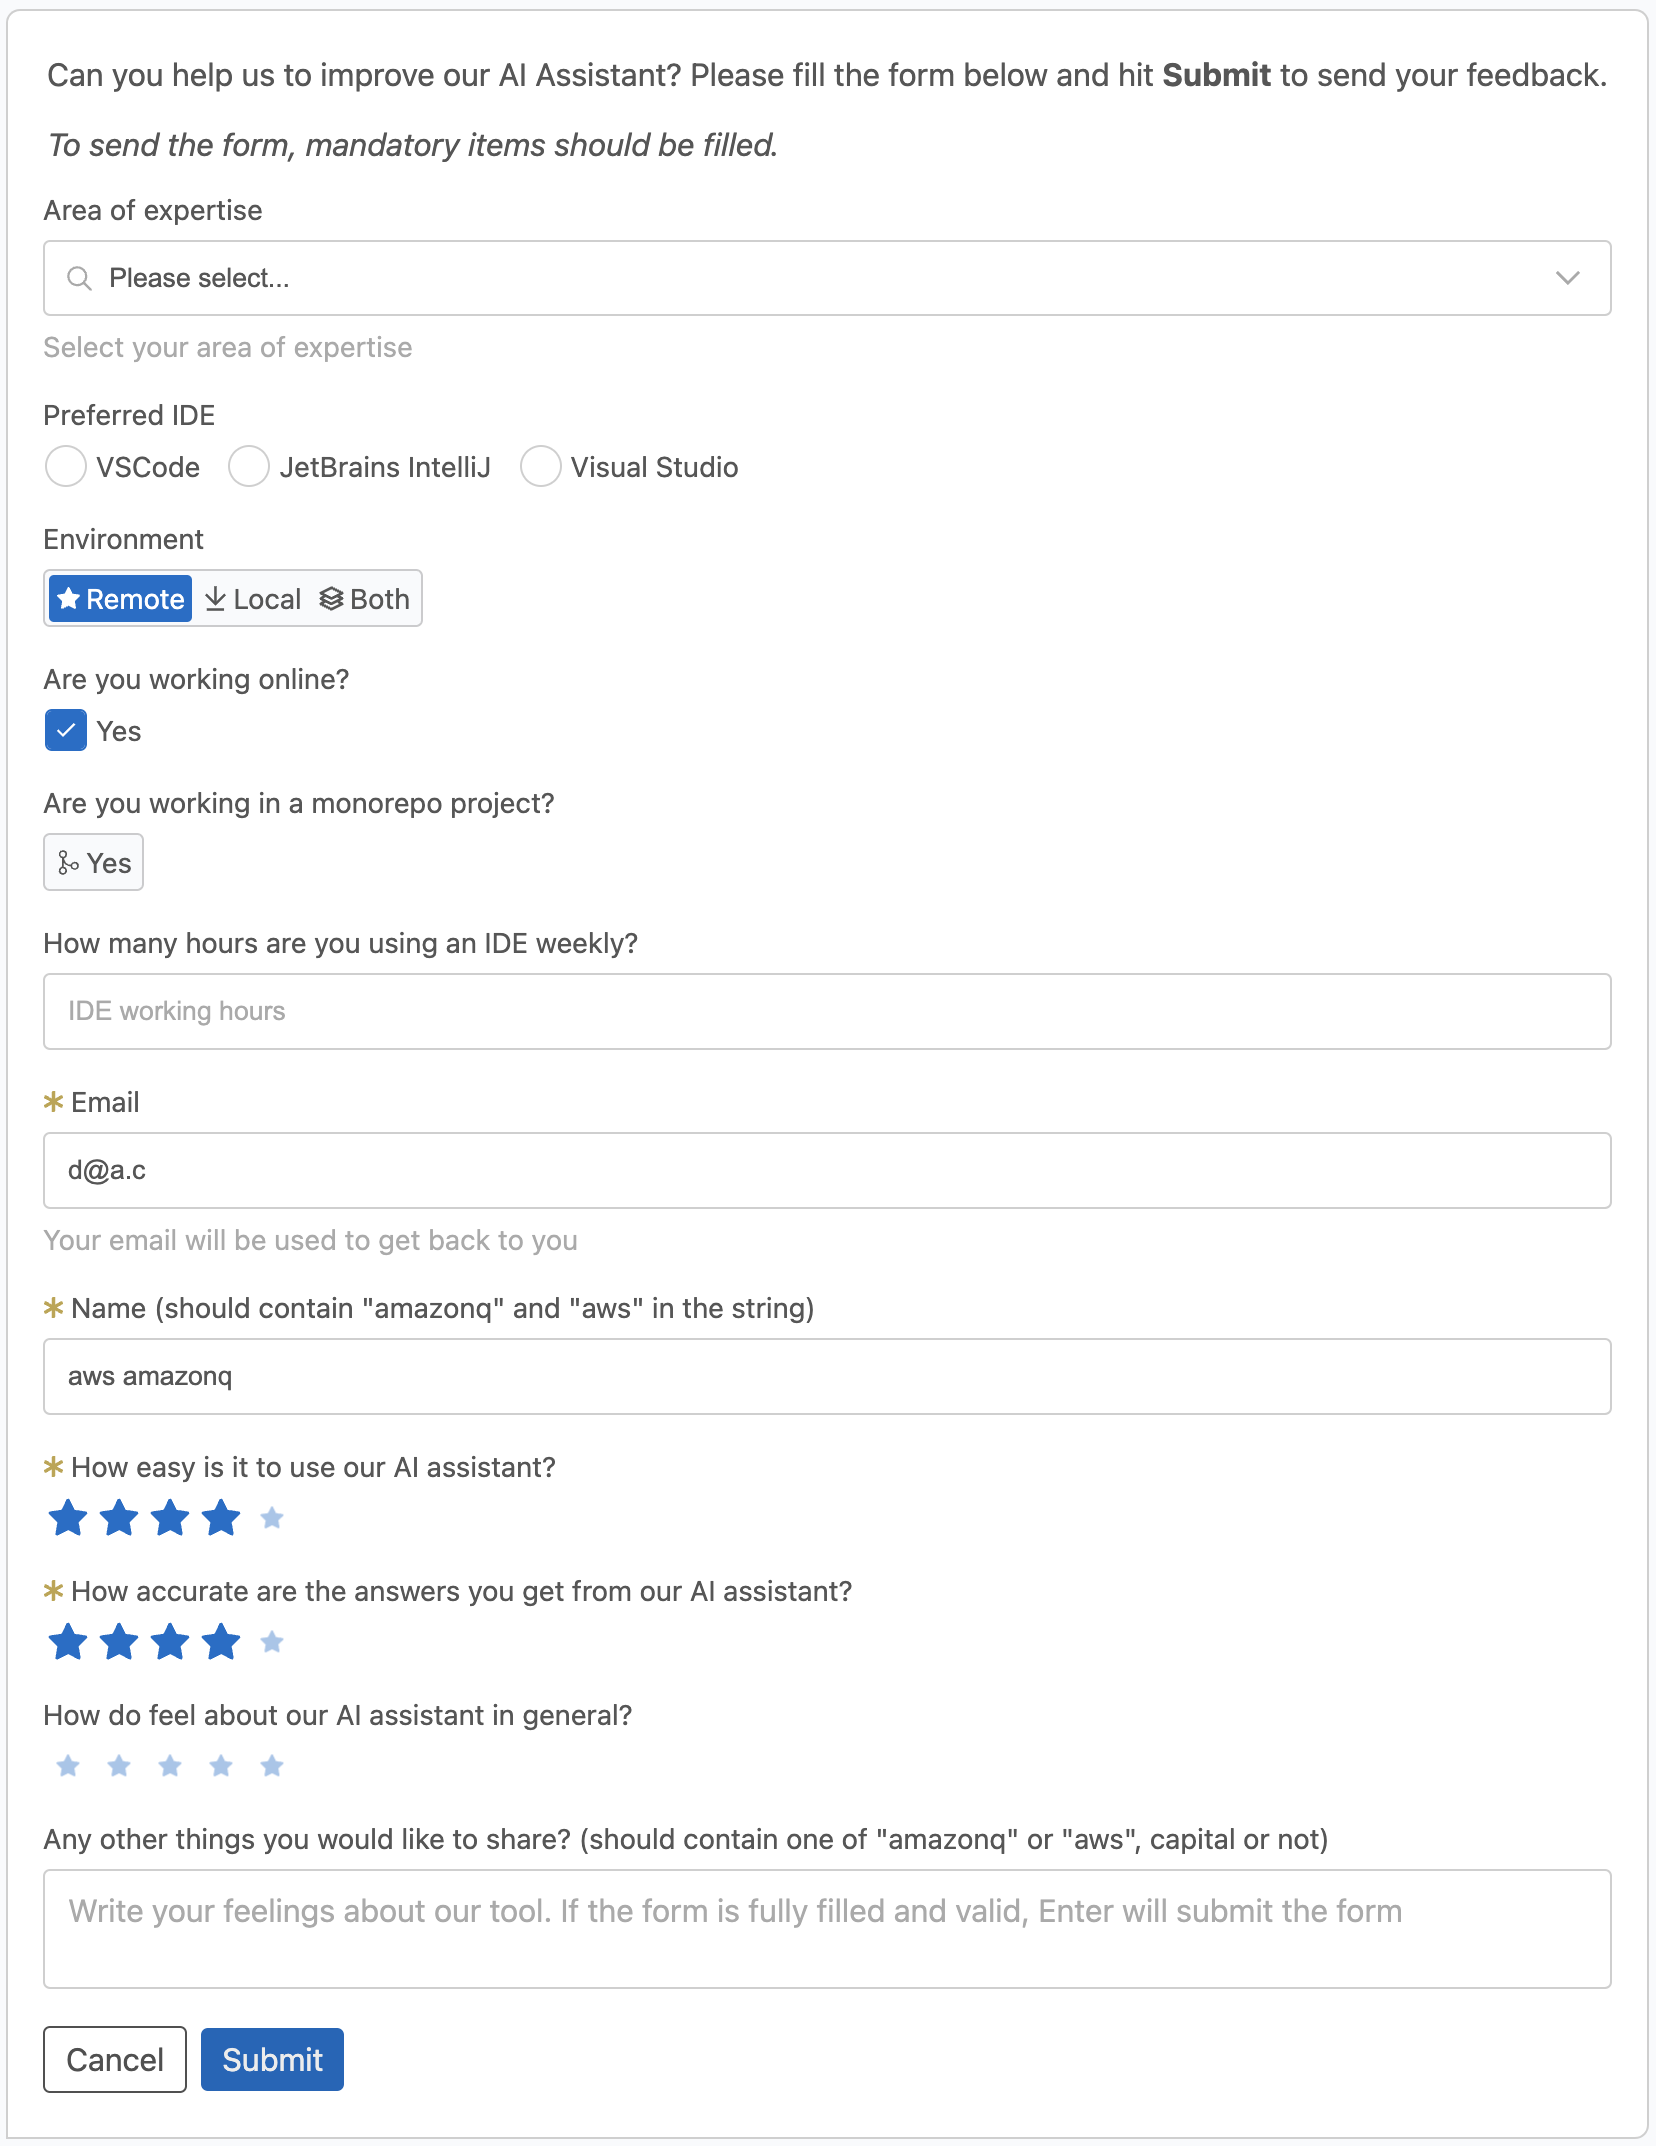 Can you help us to improve our AI Assistant? Please fill the form below and hit Submit to send your feedback.
To send the form, mandatory items should be filled.
Area of expertise
Please select...
Select your area of expertise
Preferred IDE
VSCode JetBrains IntelliJ Visual Studio
Environment
Remote Local Both
Are you working online?
Yes
Are you working in a monorepo project?
Yes
How many hours are you using an IDE weekly?
IDE working hours
* Email
d@a.c
Your email will be used to get back to you
* Name (should contain "amazonq" and "aws" in the string)
aws amazonq
* How easy is it to use our AI assistant?
* How accurate are the answers you get from our AI assistant?
How do feel about our AI assistant in general?
Any other things you would like to share? (should contain one of "amazonq" or "aws", capital or not)
Write your feelings about our tool. If the form is fully filled and valid, Enter will submit the form
Cancel Submit